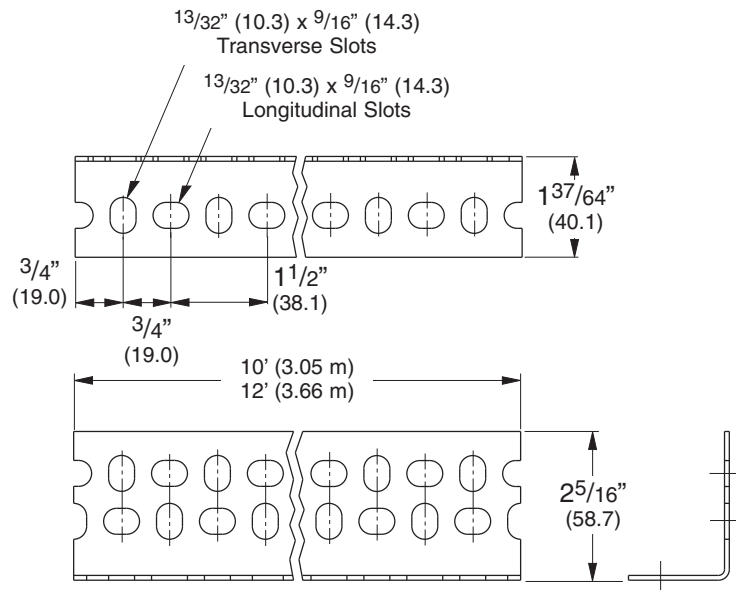 13/32” (10.3) x 9/16” (14.3)
Transverse Slots
13/32” (10.3) x 9/16” (14.3)
Longitudinal Slots
1 37/64”
(40.1)
3/4”
(19.0)
1 1/2”
(38.1)
3/4”
(19.0)
10’ (3.05 m)
12’ (3.66 m)
2 5/16”
(58.7)